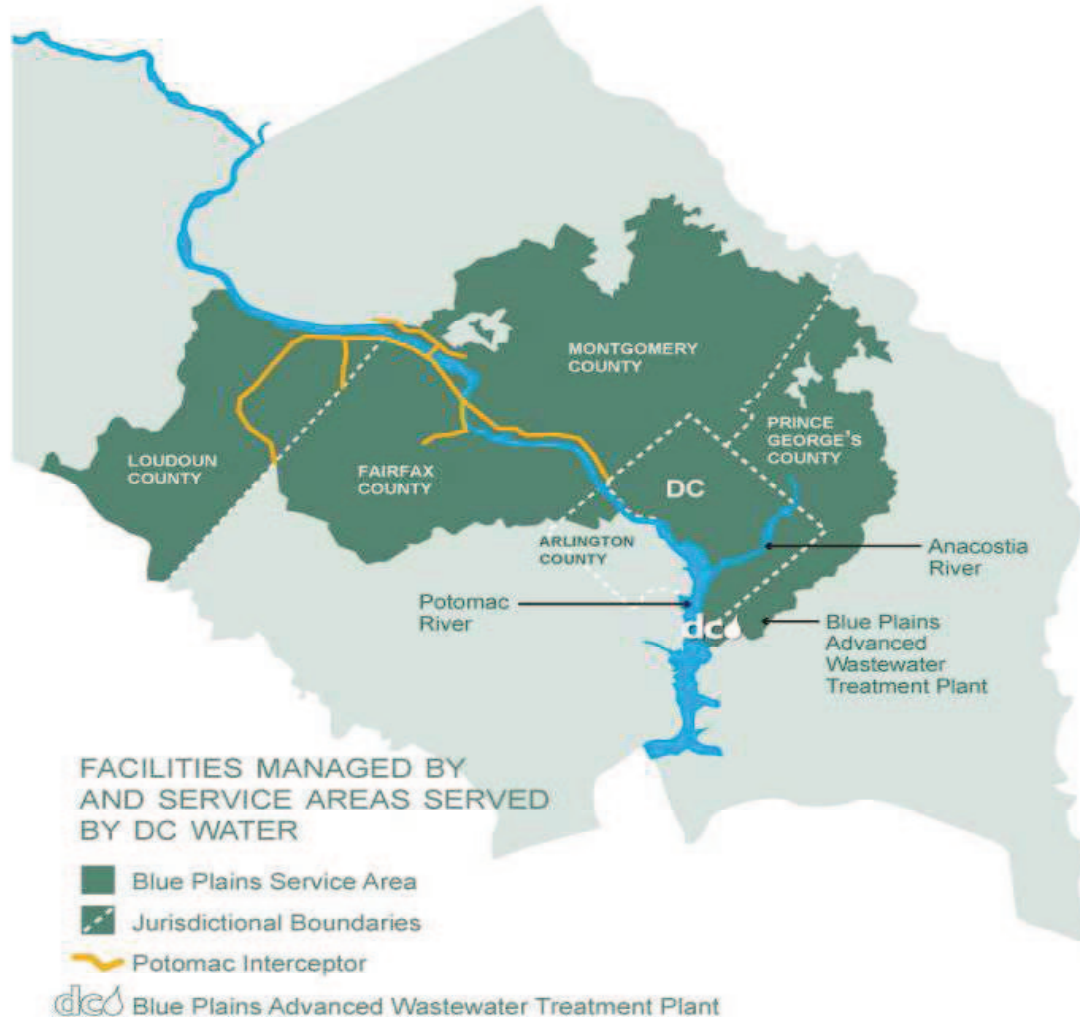 MONTGOMERY
COUNTY
PRINCE
GEORGE'S
COUNTY
LOUDOUN
COUNTY
FAIRFAX
COUNTY
DC
ARLINGTON
COUNTY
Anacostia
River
Potomac
River
dc
Blue Plains
Advanced
Wastewater
Treatment Plant
FACILITIES MANAGED BY
AND SERVICE AREAS SERVED
BY DC WATER
Blue Plains Service Area
Jurisdictional Boundaries
Potomac Interceptor
dc Blue Plains Advanced Wastewater Treatment Plant